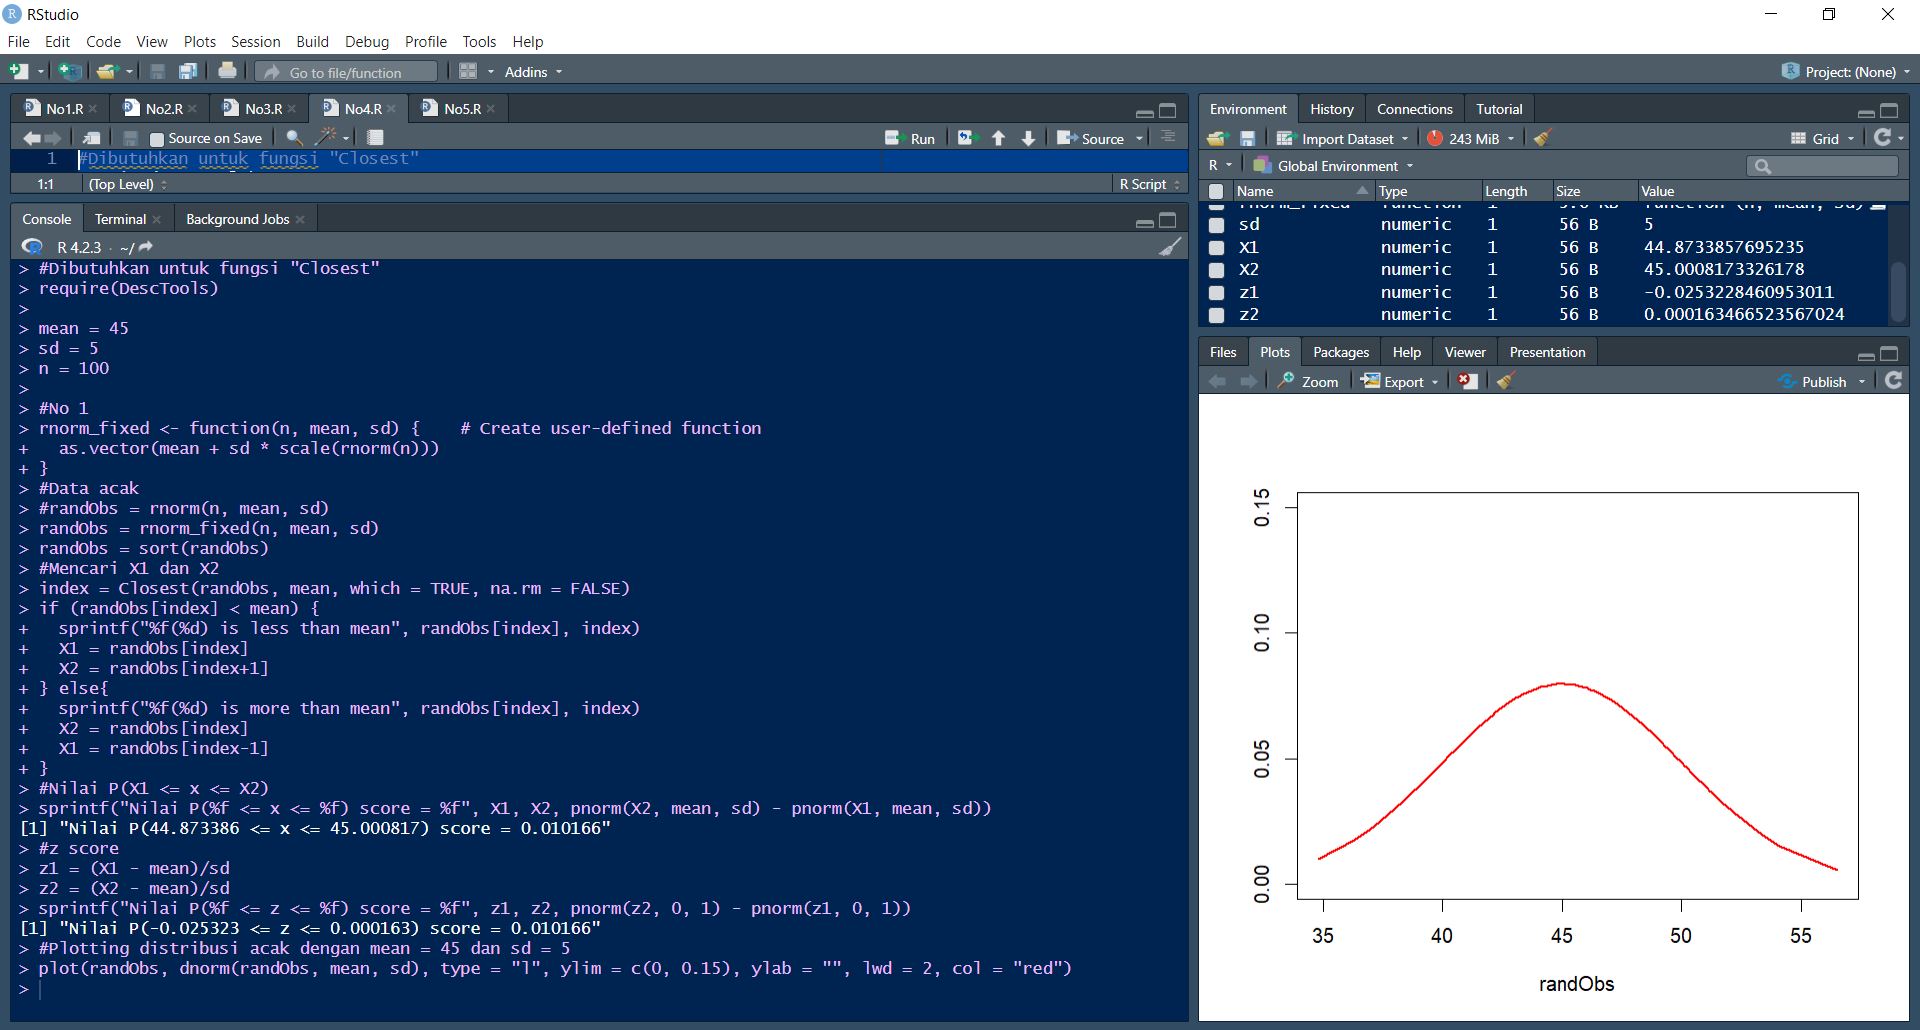 RStudio
File Edit Code View Plots Session Build Debug Profile Tools Help
Go to file/function Addins Project: (None)
No1.R No2.R No3.R No4.R No5.R
Source on Save Run Source
1 #Dibutuhkan untuk fungsi "Closest"
1:1 (Top Level) R Script
Console Terminal Background Jobs
R 4.2.3 · ~/
> #Dibutuhkan untuk fungsi "Closest"
> require(DescTools)
>
> mean = 45
> sd = 5
> n = 100
>
> #No 1
> rnorm_fixed <- function(n, mean, sd) {    # Create user-defined function
+   as.vector(mean + sd * scale(rnorm(n)))
+ }
> #Data acak
> #randObs = rnorm(n, mean, sd)
> randObs = rnorm_fixed(n, mean, sd)
> randObs = sort(randObs)
> #Mencari X1 dan X2
> index = Closest(randObs, mean, which = TRUE, na.rm = FALSE)
> if (randObs[index] < mean) {
+   sprintf("%f(%d) is less than mean", randObs[index], index)
+   X1 = randObs[index]
+   X2 = randObs[index+1]
+ } else{
+   sprintf("%f(%d) is more than mean", randObs[index], index)
+   X2 = randObs[index]
+   X1 = randObs[index-1]
+ }
> #Nilai P(X1 <= x <= X2)
> sprintf("Nilai P(%f <= x <= %f) score = %f", X1, X2, pnorm(X2, mean, sd) - pnorm(X1, mean, sd))
[1] "Nilai P(44.873386 <= x <= 45.000817) score = 0.010166"
> #z score
> z1 = (X1 - mean)/sd
> z2 = (X2 - mean)/sd
> sprintf("Nilai P(%f <= z <= %f) score = %f", z1, z2, pnorm(z2, 0, 1) - pnorm(z1, 0, 1))
[1] "Nilai P(-0.025323 <= z <= 0.000163) score = 0.010166"
> #Plotting distribusi acak dengan mean = 45 dan sd = 5
> plot(randObs, dnorm(randObs, mean, sd), type = "l", ylim = c(0, 0.15), ylab = "", lwd = 2, col = "red")
>
Environment History Connections Tutorial
Import Dataset 243 MiB Grid
R Global Environment
Name Type Length Size Value
sd numeric 1 56 B 5
X1 numeric 1 56 B 44.8733857695235
X2 numeric 1 56 B 45.0008173326178
z1 numeric 1 56 B -0.0253228460953011
z2 numeric 1 56 B 0.000163466523567024
Files Plots Packages Help Viewer Presentation
Zoom Export Publish
0.15
0.10
0.05
0.00
35 40 45 50 55
randObs